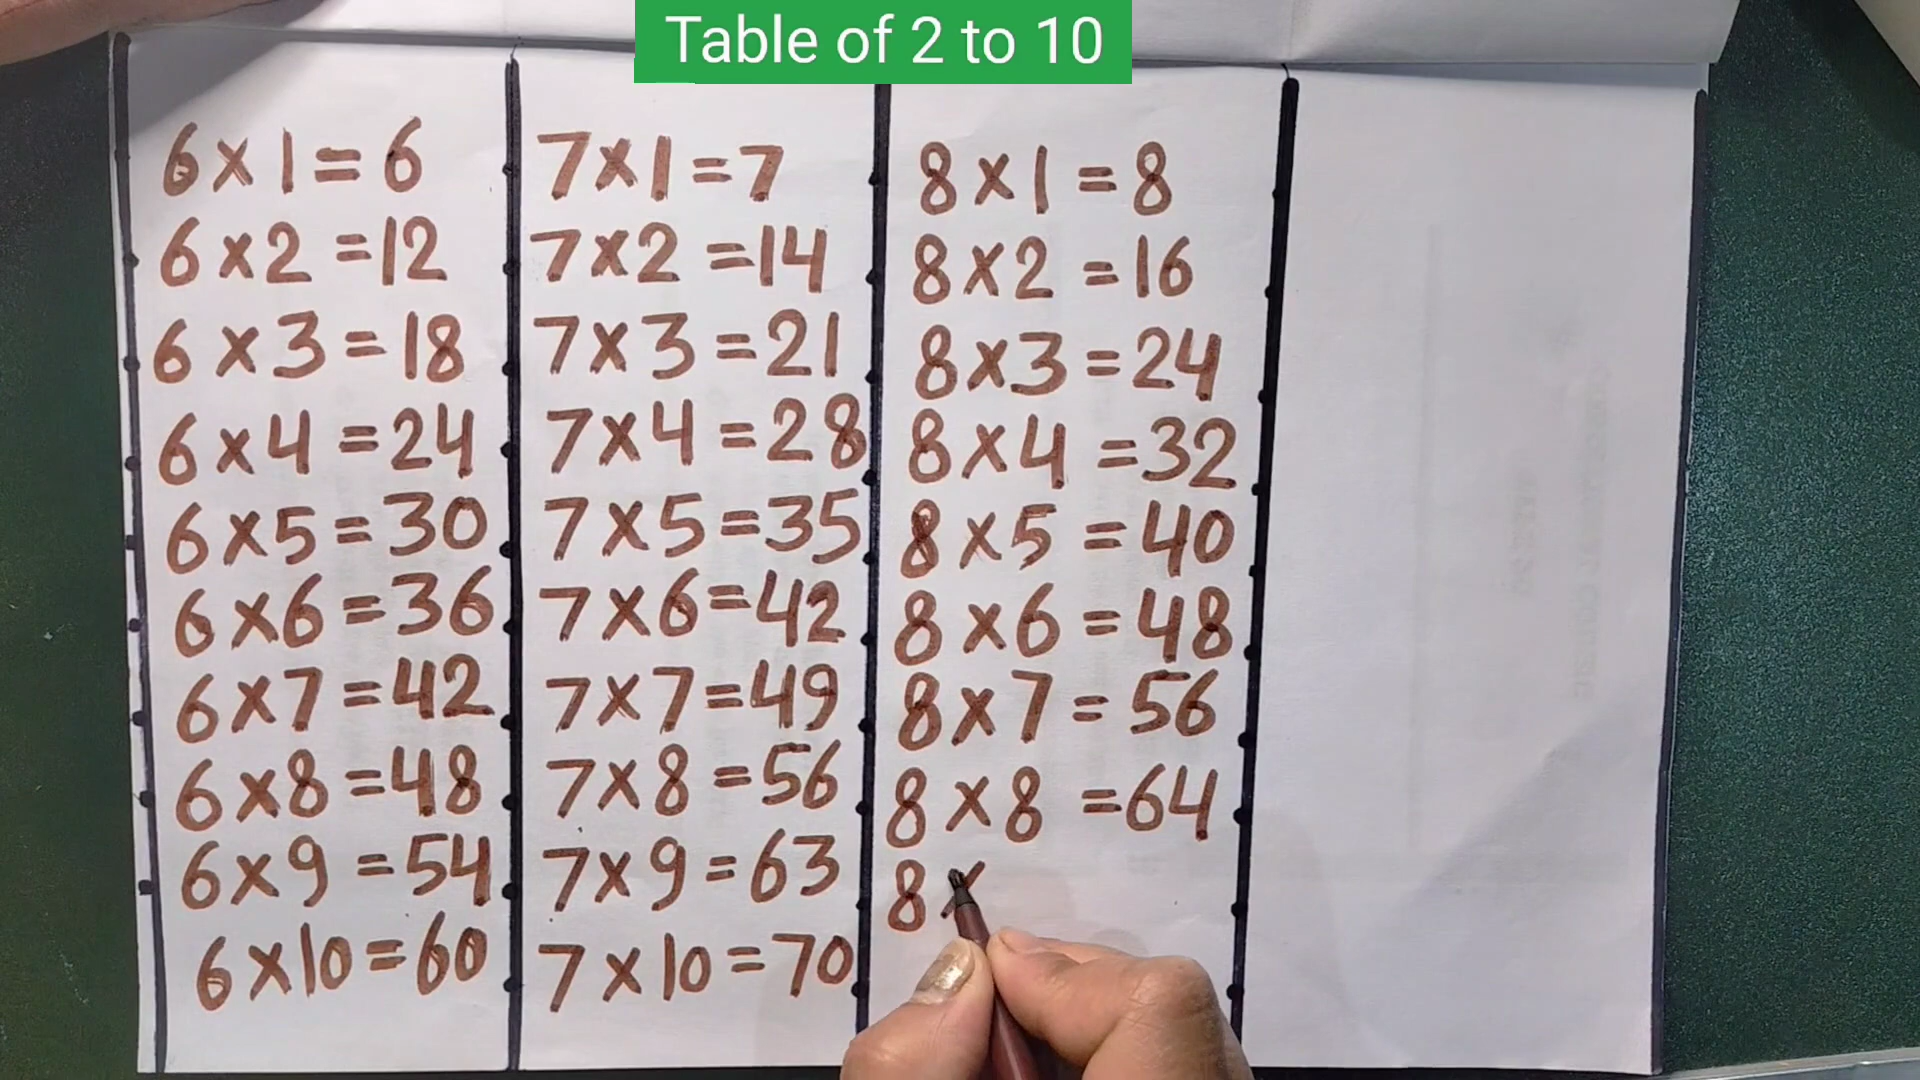 Table of 2 to 10
6 x 1 = 6
6 x 2 = 12
6 x 3 = 18
6 x 4 = 24
6 x 5 = 30
6 x 6 = 36
6 x 7 = 42
6 x 8 = 48
6 x 9 = 54
6 x 10 = 60
7 x 1 = 7
7 x 2 = 14
7 x 3 = 21
7 x 4 = 28
7 x 5 = 35
7 x 6 = 42
7 x 7 = 49
7 x 8 = 56
7 x 9 = 63
7 x 10 = 70
8 x 1 = 8
8 x 2 = 16
8 x 3 = 24
8 x 4 = 32
8 x 5 = 40
8 x 6 = 48
8 x 7 = 56
8 x 8 = 64
8 x